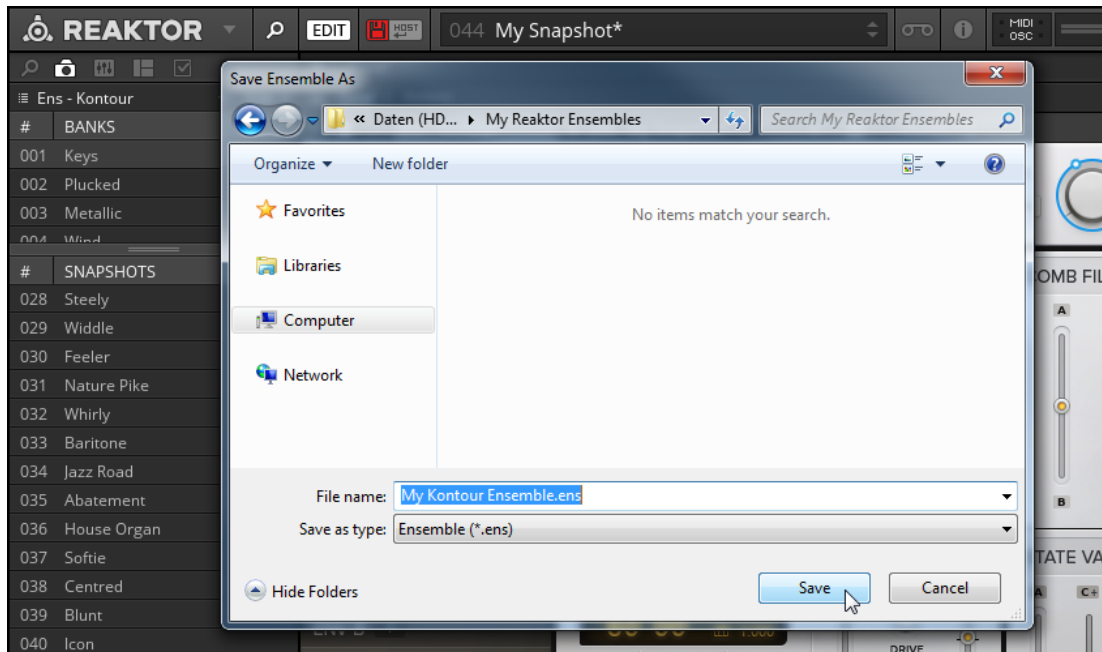 REAKTOR EDIT HOST 044 My Snapshot* MIDI OSC
Ens - Kontour
# BANKS
001 Keys
002 Plucked
003 Metallic
004 Wind
# SNAPSHOTS
028 Steely
029 Widdle
030 Feeler
031 Nature Pike
032 Whirly
033 Baritone
034 Jazz Road
035 Abatement
036 House Organ
037 Softie
038 Centred
039 Blunt
040 Icon
Save Ensemble As
« Daten (HD... My Reaktor Ensembles Search My Reaktor Ensembles
Organize New folder
Favorites
Libraries
Computer
Network
No items match your search.
File name: My Kontour Ensemble.ens
Save as type: Ensemble (*.ens)
Hide Folders Save Cancel
OMB FIL
A
B
TATE VA
A C+
DRIVE
1.000